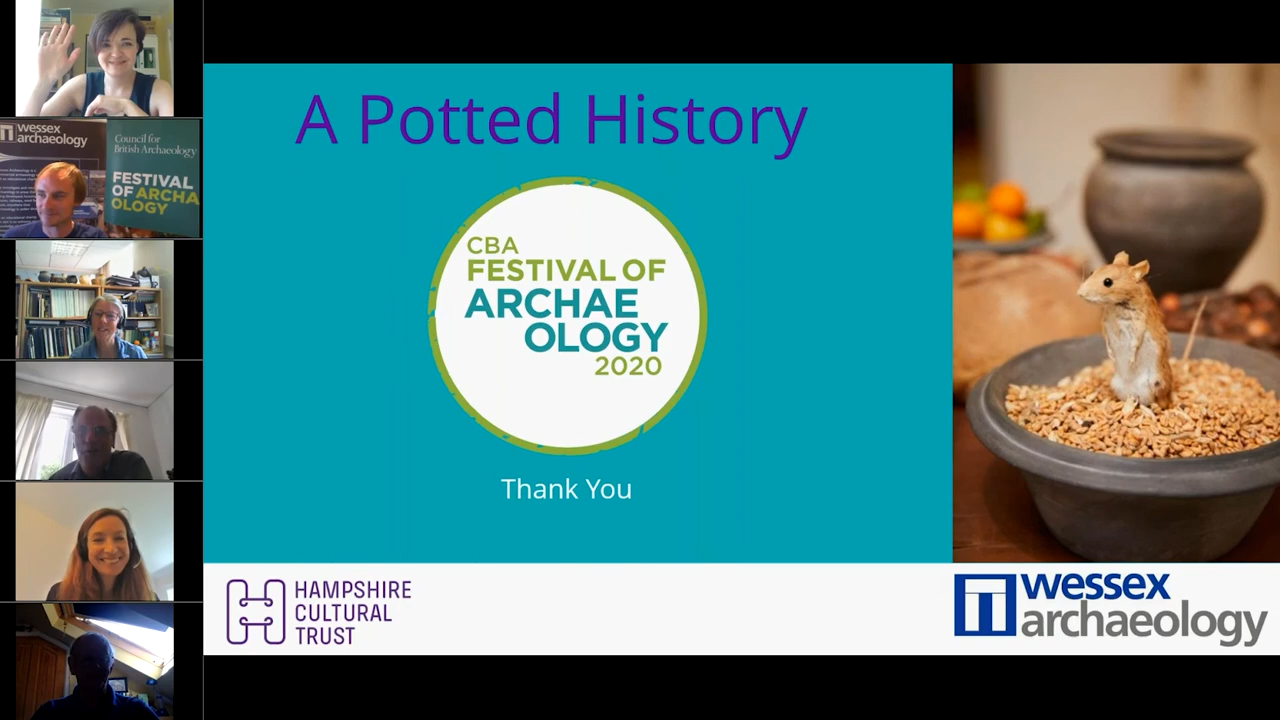 wessex
archaeology
Council for
British Archaeology
FESTIVAL
OF ARCHA
OLOGY
A Potted History
CBA
FESTIVAL OF
ARCHAE
OLOGY
2020
Thank You
HAMPSHIRE
CULTURAL
TRUST
wessex
archaeology